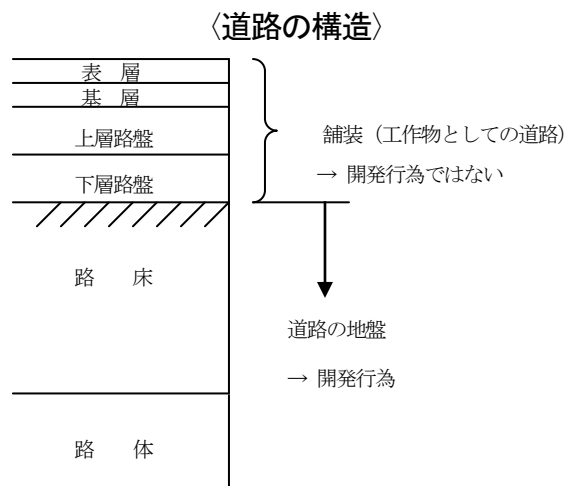 〈道路の構造〉
表　層
基　層
上層路盤
下層路盤
舗装（工作物としての道路）
→ 開発行為ではない
路　床
道路の地盤
→ 開発行為
路　体